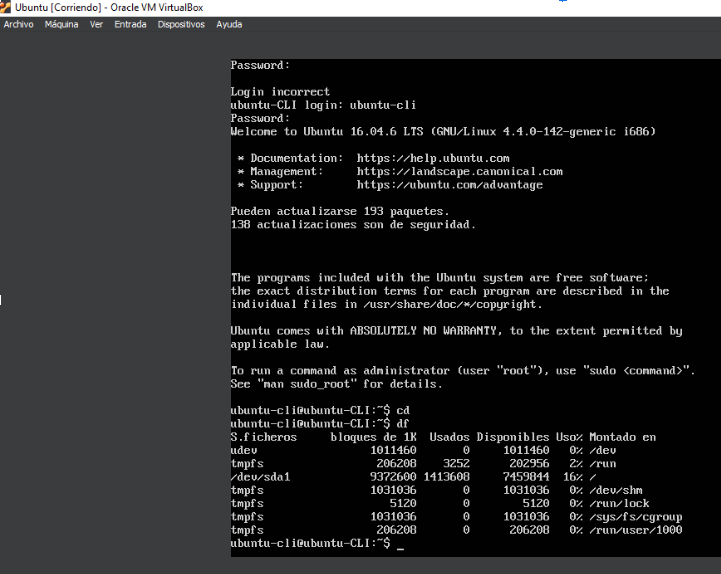 Ubuntu [Corriendo] - Oracle VM VirtualBox
Archivo Máquina Ver Entrada Dispositivos Ayuda
Password:
Login incorrect
ubuntu-CLI login: ubuntu-cli
Password:
Welcome to Ubuntu 16.04.6 LTS (GNU/Linux 4.4.0-142-generic i686)
* Documentation: https://help.ubuntu.com
* Management: https://landscape.canonical.com
* Support: https://ubuntu.com/advantage
Pueden actualizarse 193 paquetes.
138 actualizaciones son de seguridad.
The programs included with the Ubuntu system are free software;
the exact distribution terms for each program are described in the
individual files in /usr/share/doc/*/copyright.
Ubuntu comes with ABSOLUTELY NO WARRANTY, to the extent permitted by
applicable law.
To run a command as administrator (user "root"), use "sudo <command>".
See "man sudo_root" for details.
ubuntu-cli@ubuntu-CLI:~$ cd
ubuntu-cli@ubuntu-CLI:~$ df
S.ficheros bloques de 1K Usados Disponibles Uso% Montado en
udev 1011460 0 1011460 0% /dev
tmpfs 206208 3252 202956 2% /run
/dev/sda1 9372600 1413608 7459844 16% /
tmpfs 1031036 0 1031036 0% /dev/shm
tmpfs 5120 0 5120 0% /run/lock
tmpfs 1031036 0 1031036 0% /sys/fs/cgroup
tmpfs 206208 0 206208 0% /run/user/1000
ubuntu-cli@ubuntu-CLI:~$ _